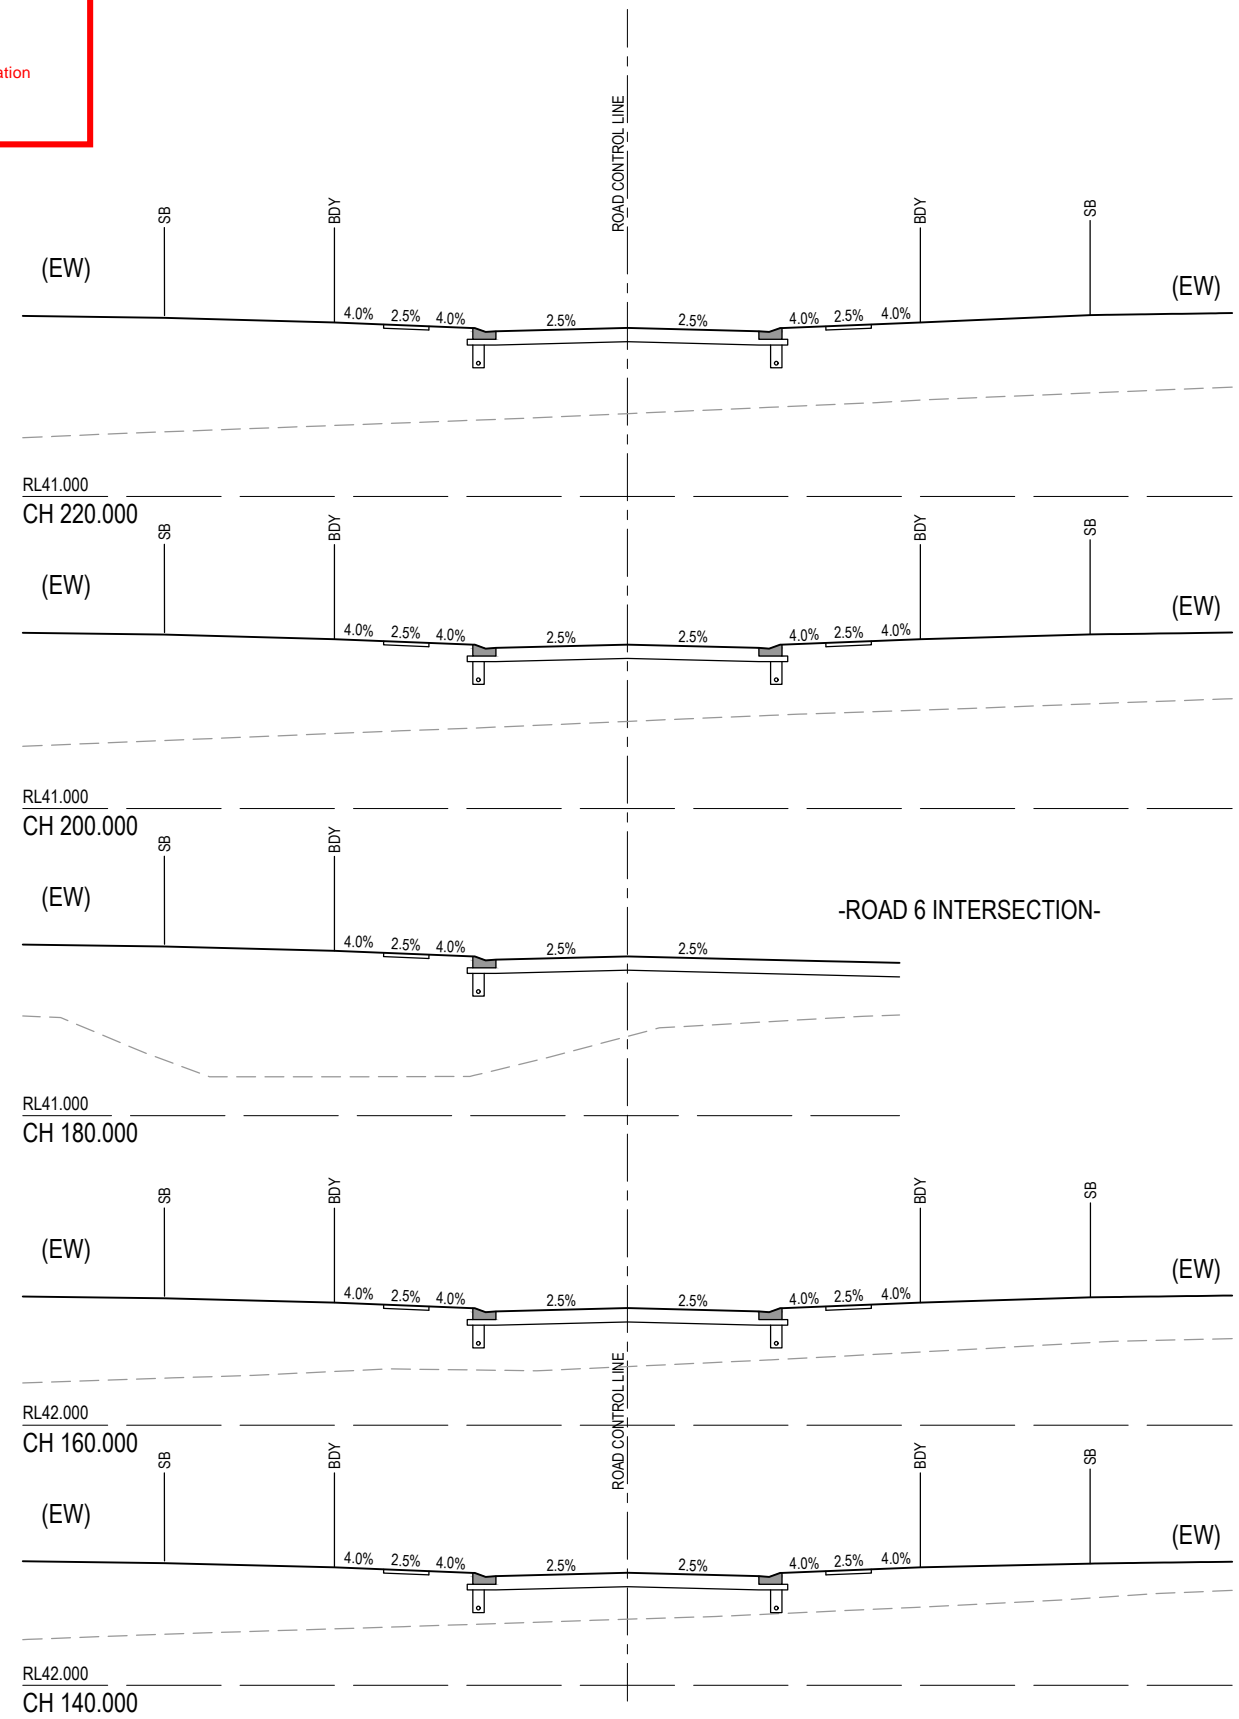 ation
ROAD CONTROL LINE
SB
BDY
BDY
SB
(EW)
(EW)
4.0% 2.5% 4.0% 2.5% 2.5% 4.0% 2.5% 4.0%
RL41.000
CH 220.000
SB
BDY
BDY
SB
(EW)
(EW)
4.0% 2.5% 4.0% 2.5% 2.5% 4.0% 2.5% 4.0%
RL41.000
CH 200.000
SB
BDY
(EW)
-ROAD 6 INTERSECTION-
4.0% 2.5% 4.0% 2.5% 2.5%
RL41.000
CH 180.000
SB
BDY
BDY
SB
(EW)
(EW)
4.0% 2.5% 4.0% 2.5% 2.5% 4.0% 2.5% 4.0%
ROAD CONTROL LINE
RL42.000
CH 160.000
SB
BDY
BDY
SB
(EW)
(EW)
4.0% 2.5% 4.0% 2.5% 2.5% 4.0% 2.5% 4.0%
RL42.000
CH 140.000